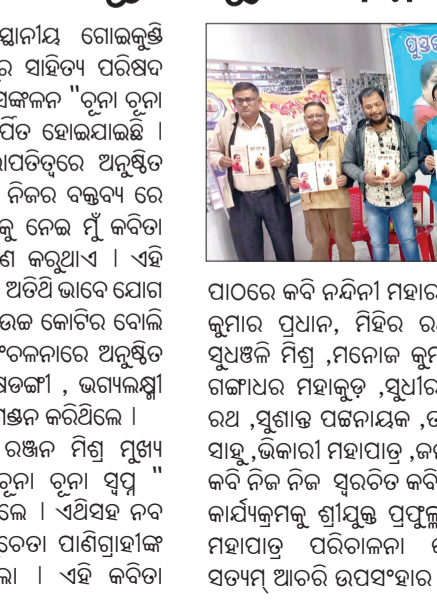 ସ୍ଥାନୀୟ ଗୋଇକୁଣ୍ଡି
ର ସାହିତ୍ୟ ପରିଷଦ
ସଙ୍କଳନ "ଚୂନା ଚୂନା
ର୍ପିତ ହୋଇଯାଇଛି ।
ାପତିତ୍ୱରେ ଅନୁଷ୍ଠିତ
ନିଜର ବକ୍ତବ୍ୟ ରେ
କୁ ନେଇ ମୁଁ କବିତା
ଣ କରୁଥାଏ । ଏହି
ଅତିଥି ଭାବେ ଯୋଗ
ଉଚ୍ଚ କୋଟିର ବୋଲି
ଂଚଳନାରେ ଅନୁଷ୍ଠିତ
ଷଡଙ୍ଗୀ , ଭଗ୍ୟଲକ୍ଷ୍ମୀ
ମଣ୍ଡନ କରିଥିଲେ ।
ରଞ୍ଜନ ମିଶ୍ର ମୁଖ୍ୟ
ଚୂନା ଚୂନା ସ୍ୱପ୍ନ "
ଲେ । ଏଥିସହ ନବ
ଚେତା ପାଣିଗ୍ରାହୀଙ୍କ
ଲା । ଏହି କବିତା
ପାଠରେ କବି ନନ୍ଦିନୀ ମହାର
କୁମାର ପ୍ରଧାନ, ମିହିର ର
ସୁଧାଞ୍ଜଳି ମିଶ୍ର ,ମନୋଜ କୁମ
ଗଙ୍ଗାଧର ମହାକୁଡ଼ ,ସୁଧୀର
ରଥ ,ସୁଶାନ୍ତ ପଟ୍ଟନାୟକ ,
ସାହୁ ,ଭିକାରୀ ମହାପାତ୍ର ,ଜ
କବି ନିଜ ନିଜ ସ୍ୱରଚିତ କବି
କାର୍ଯ୍ୟକ୍ରମକୁ ଶ୍ରୀଯୁକ୍ତ ପ୍ରଫୁଲ୍ଲ
ମହାପାତ୍ର ପରିଚାଳନା
ସତ୍ୟମ୍ ଆଚରି ଉପସଂହାର